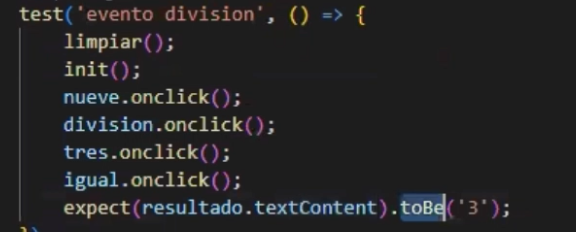 test('evento division', () => {
limpiar();
init();
nueve.onclick();
division.onclick();
tres.onclick();
igual.onclick();
expect(resultado.textContent).toBe('3');
})